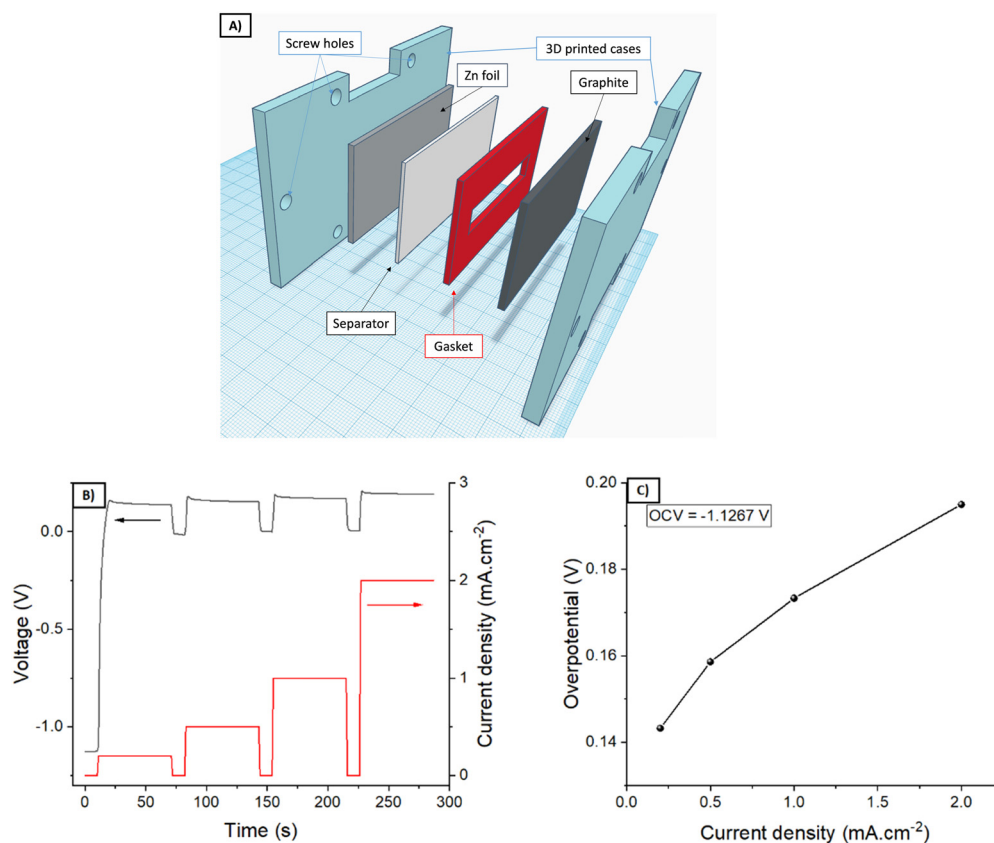 A)
Screw holes
3D printed cases
Zn foil
Graphite
Separator
Gasket
B)
Voltage (V)
0.0
-0.5
-1.0
3
2
1
0
Current density (mA.cm⁻²)
0 50 100 150 200 250 300
Time (s)
C)
OCV = -1.1267 V
Overpotential (V)
0.20
0.18
0.16
0.14
0.0 0.5 1.0 1.5 2.0
Current density (mA.cm⁻²)